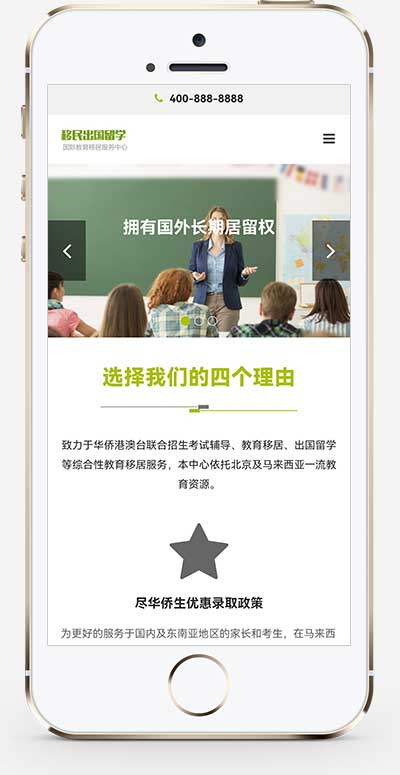 400-888-8888
移民出国留学
国际教育移居服务中心
拥有国外长期居留权
选择我们的四个理由
致力于华侨港澳台联合招生考试辅导、教育移居、出国留学
等综合性教育移居服务，本中心依托北京及马来西亚一流教
育资源。
尽华侨生优惠录取政策
为更好的服务于国内及东南亚地区的家长和考生，在马来西